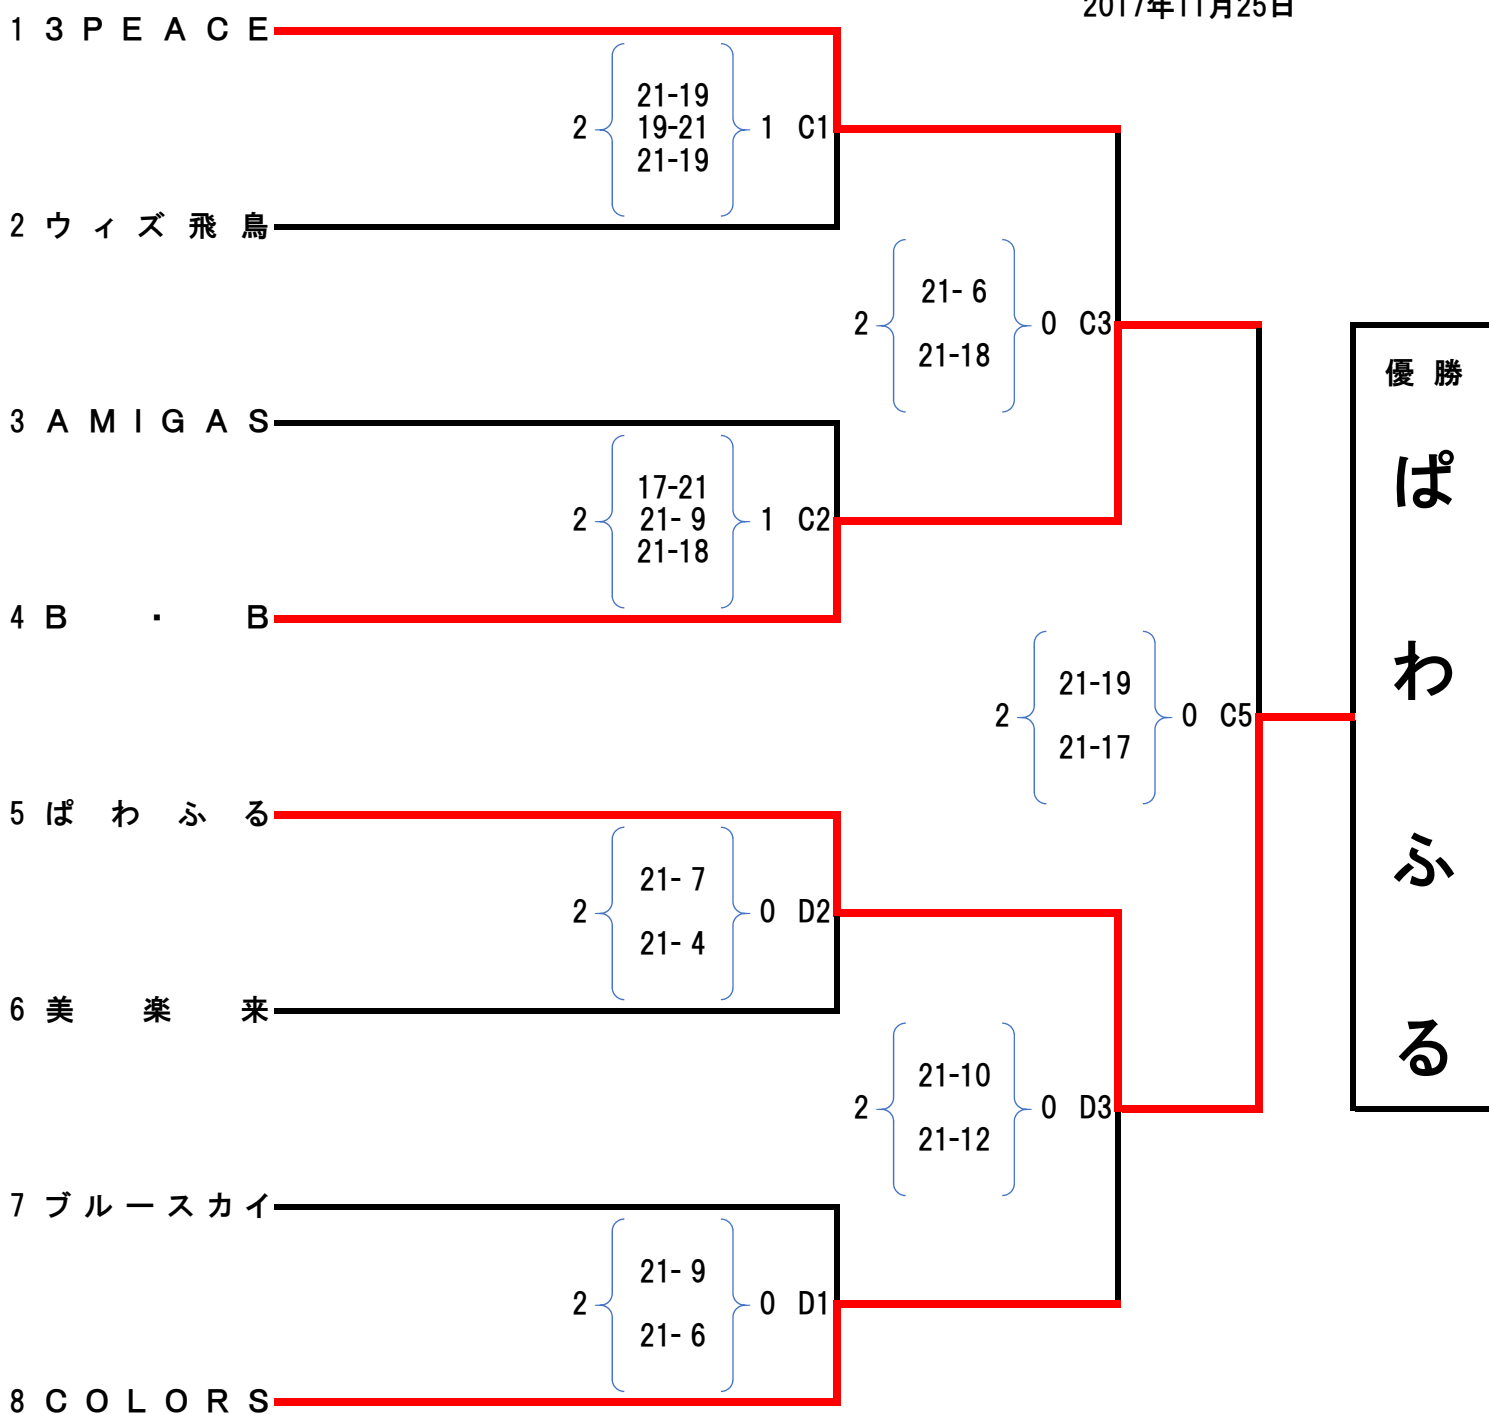 2017年11月25日
1 3PEACE
21-19
2 19-21 1 C1
21-19
2 ウィズ飛鳥
21- 6
2 0 C3
21-18
優勝
3 AMIGAS
ぱわふる
17-21
2 21- 9 1 C2
21-18
4 B・B
21-19
2 0 C5
21-17
5 ぱわふる
21- 7
2 0 D2
21- 4
6 美楽来
21-10
2 0 D3
21-12
7 ブルースカイ
21- 9
2 0 D1
21- 6
8 COLORS